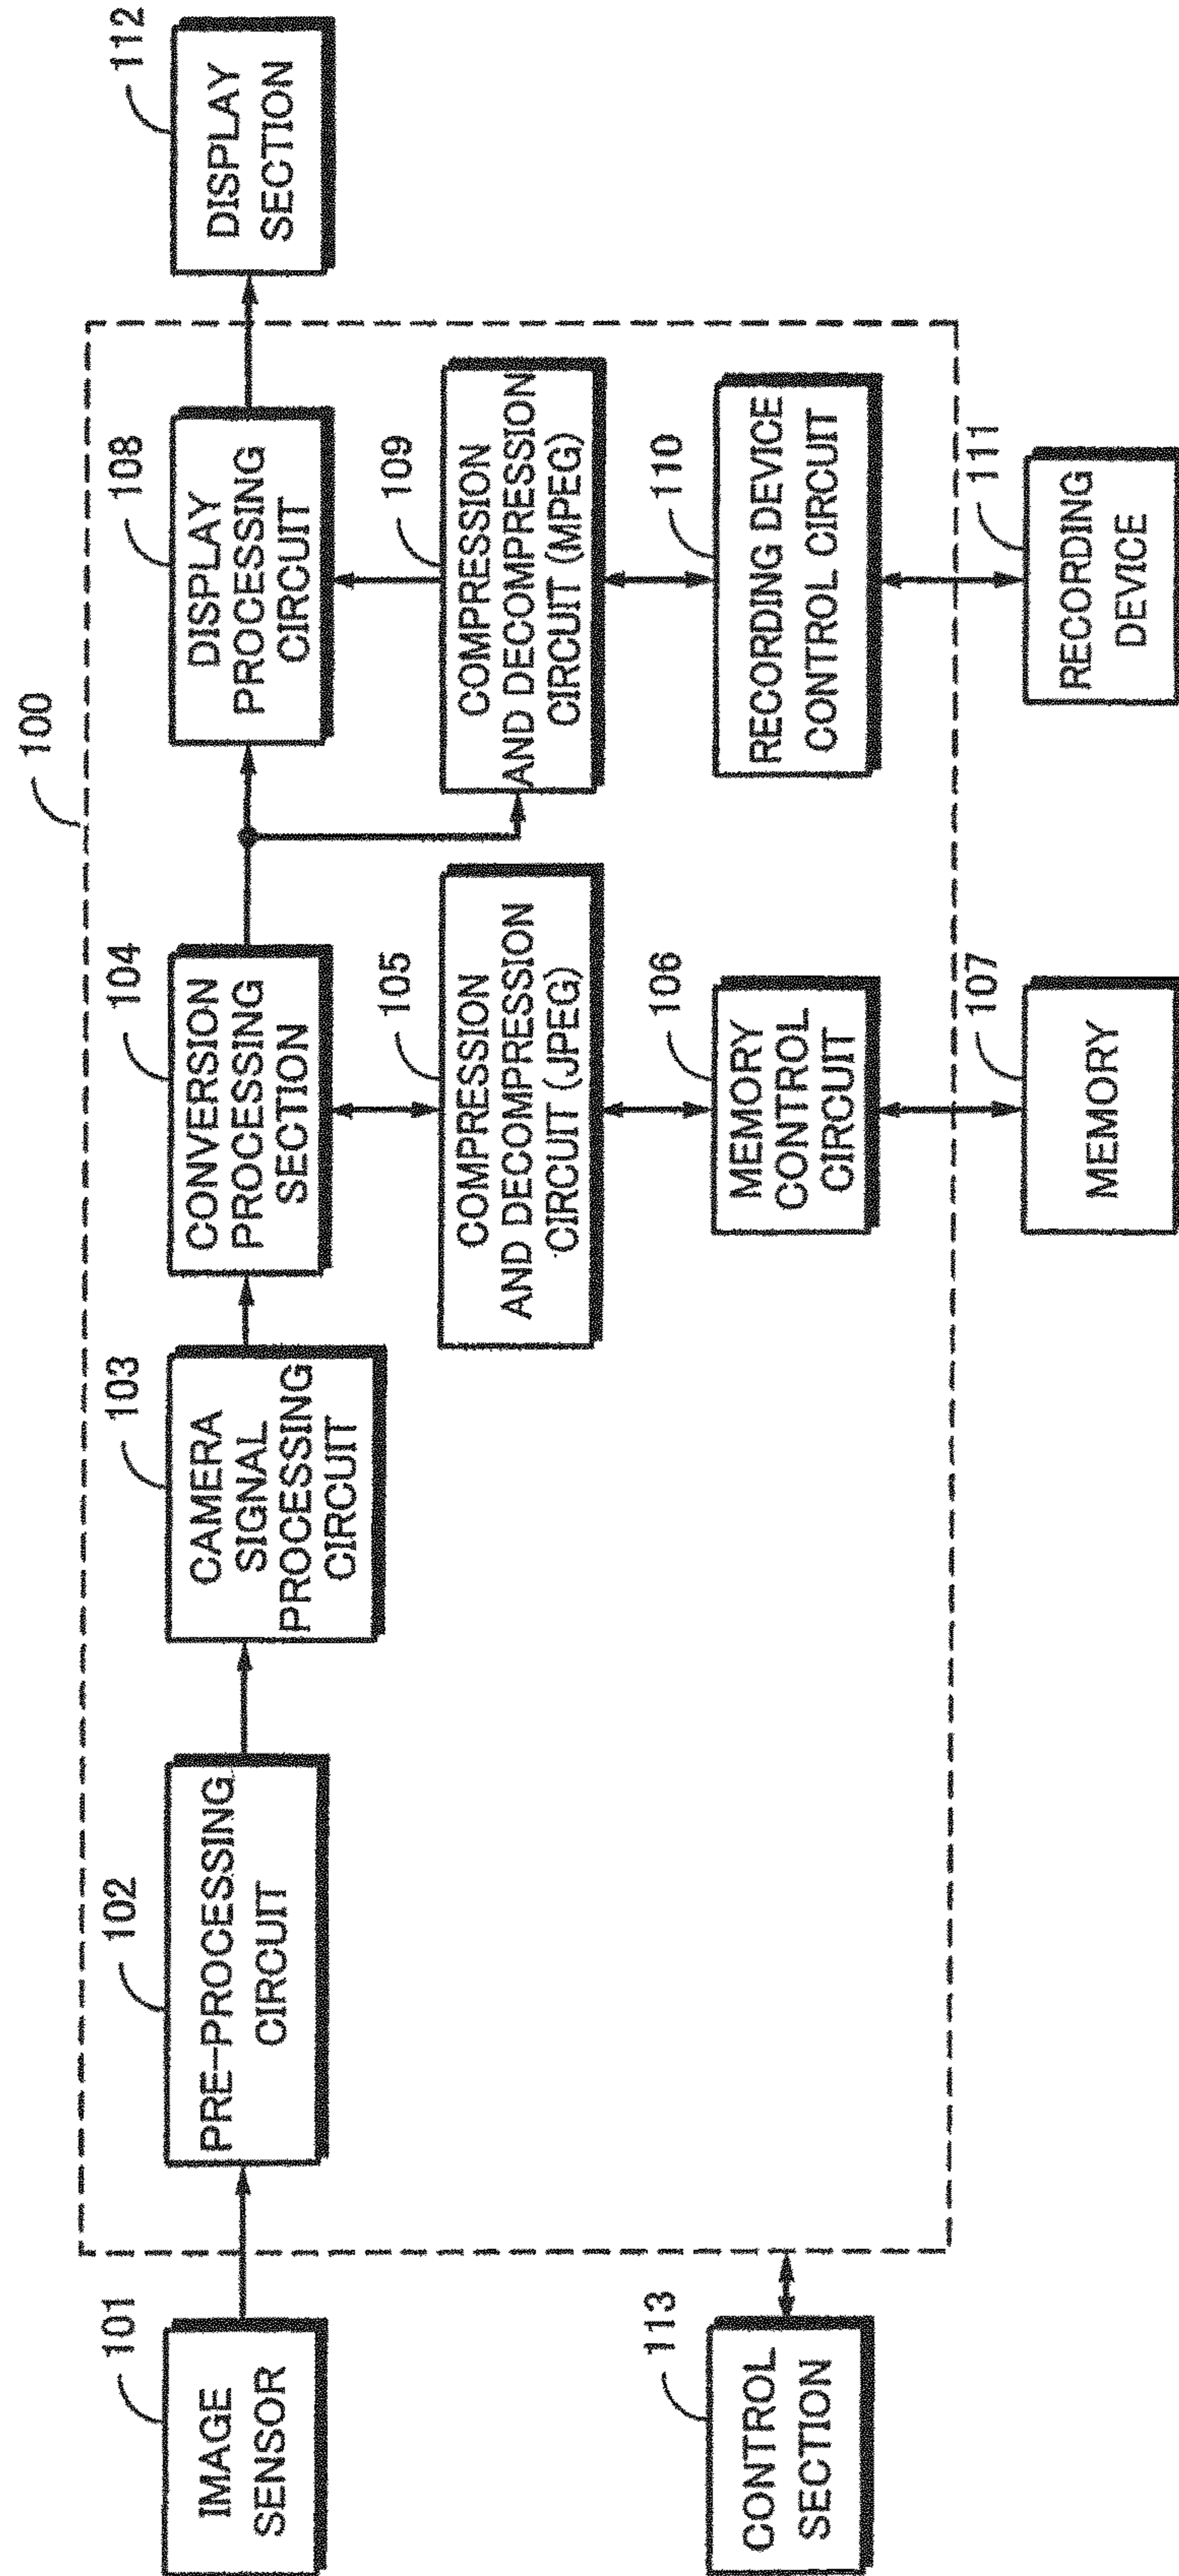 100
101
IMAGE
SENSOR
102
PRE-PROCESSING
CIRCUIT
103
CAMERA
SIGNAL
PROCESSING
CIRCUIT
104
CONVERSION
PROCESSING
SECTION
108
DISPLAY
PROCESSING
CIRCUIT
112
DISPLAY
SECTION
105
COMPRESSION
AND DECOMPRESSION
CIRCUIT (JPEG)
109
COMPRESSION
AND DECOMPRESSION
CIRCUIT (MPEG)
113
CONTROL
SECTION
106
MEMORY
CONTROL
CIRCUIT
110
RECORDING DEVICE
CONTROL CIRCUIT
107
MEMORY
111
RECORDING
DEVICE